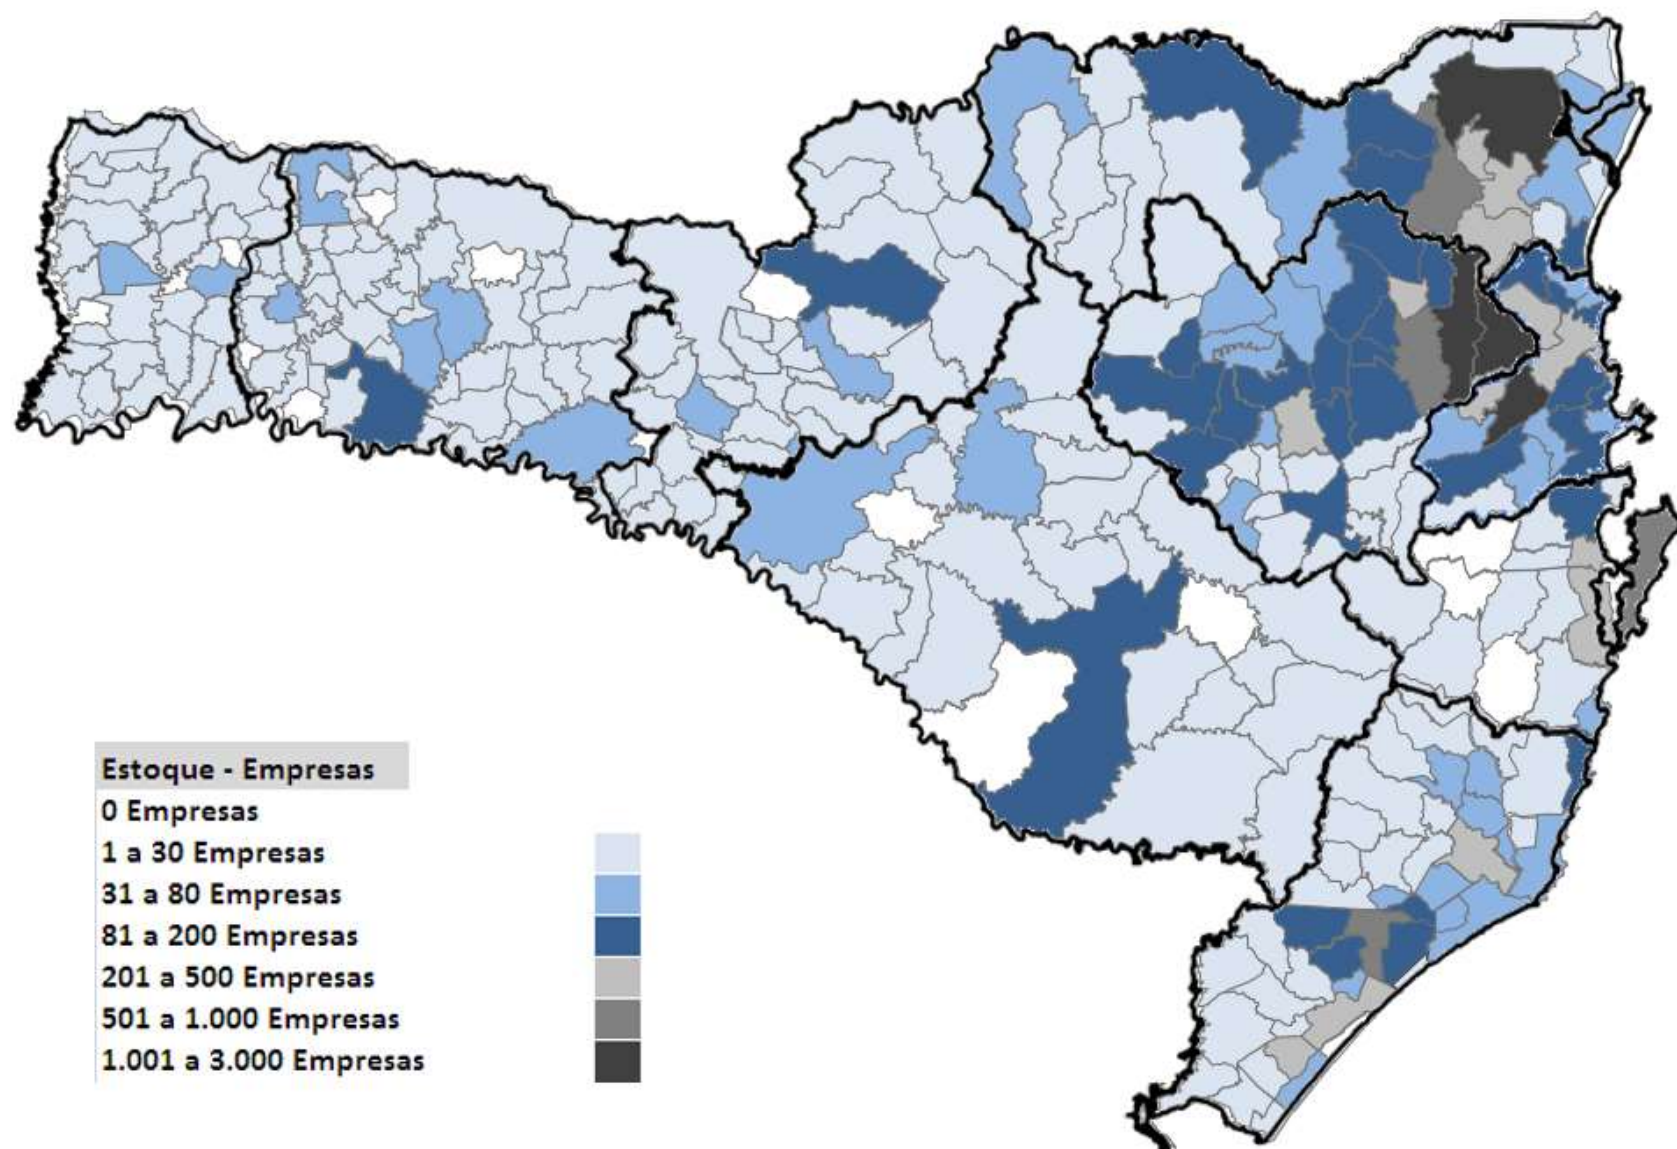 Estoque - Empresas
0 Empresas
1 a 30 Empresas
31 a 80 Empresas
81 a 200 Empresas
201 a 500 Empresas
501 a 1.000 Empresas
1.001 a 3.000 Empresas